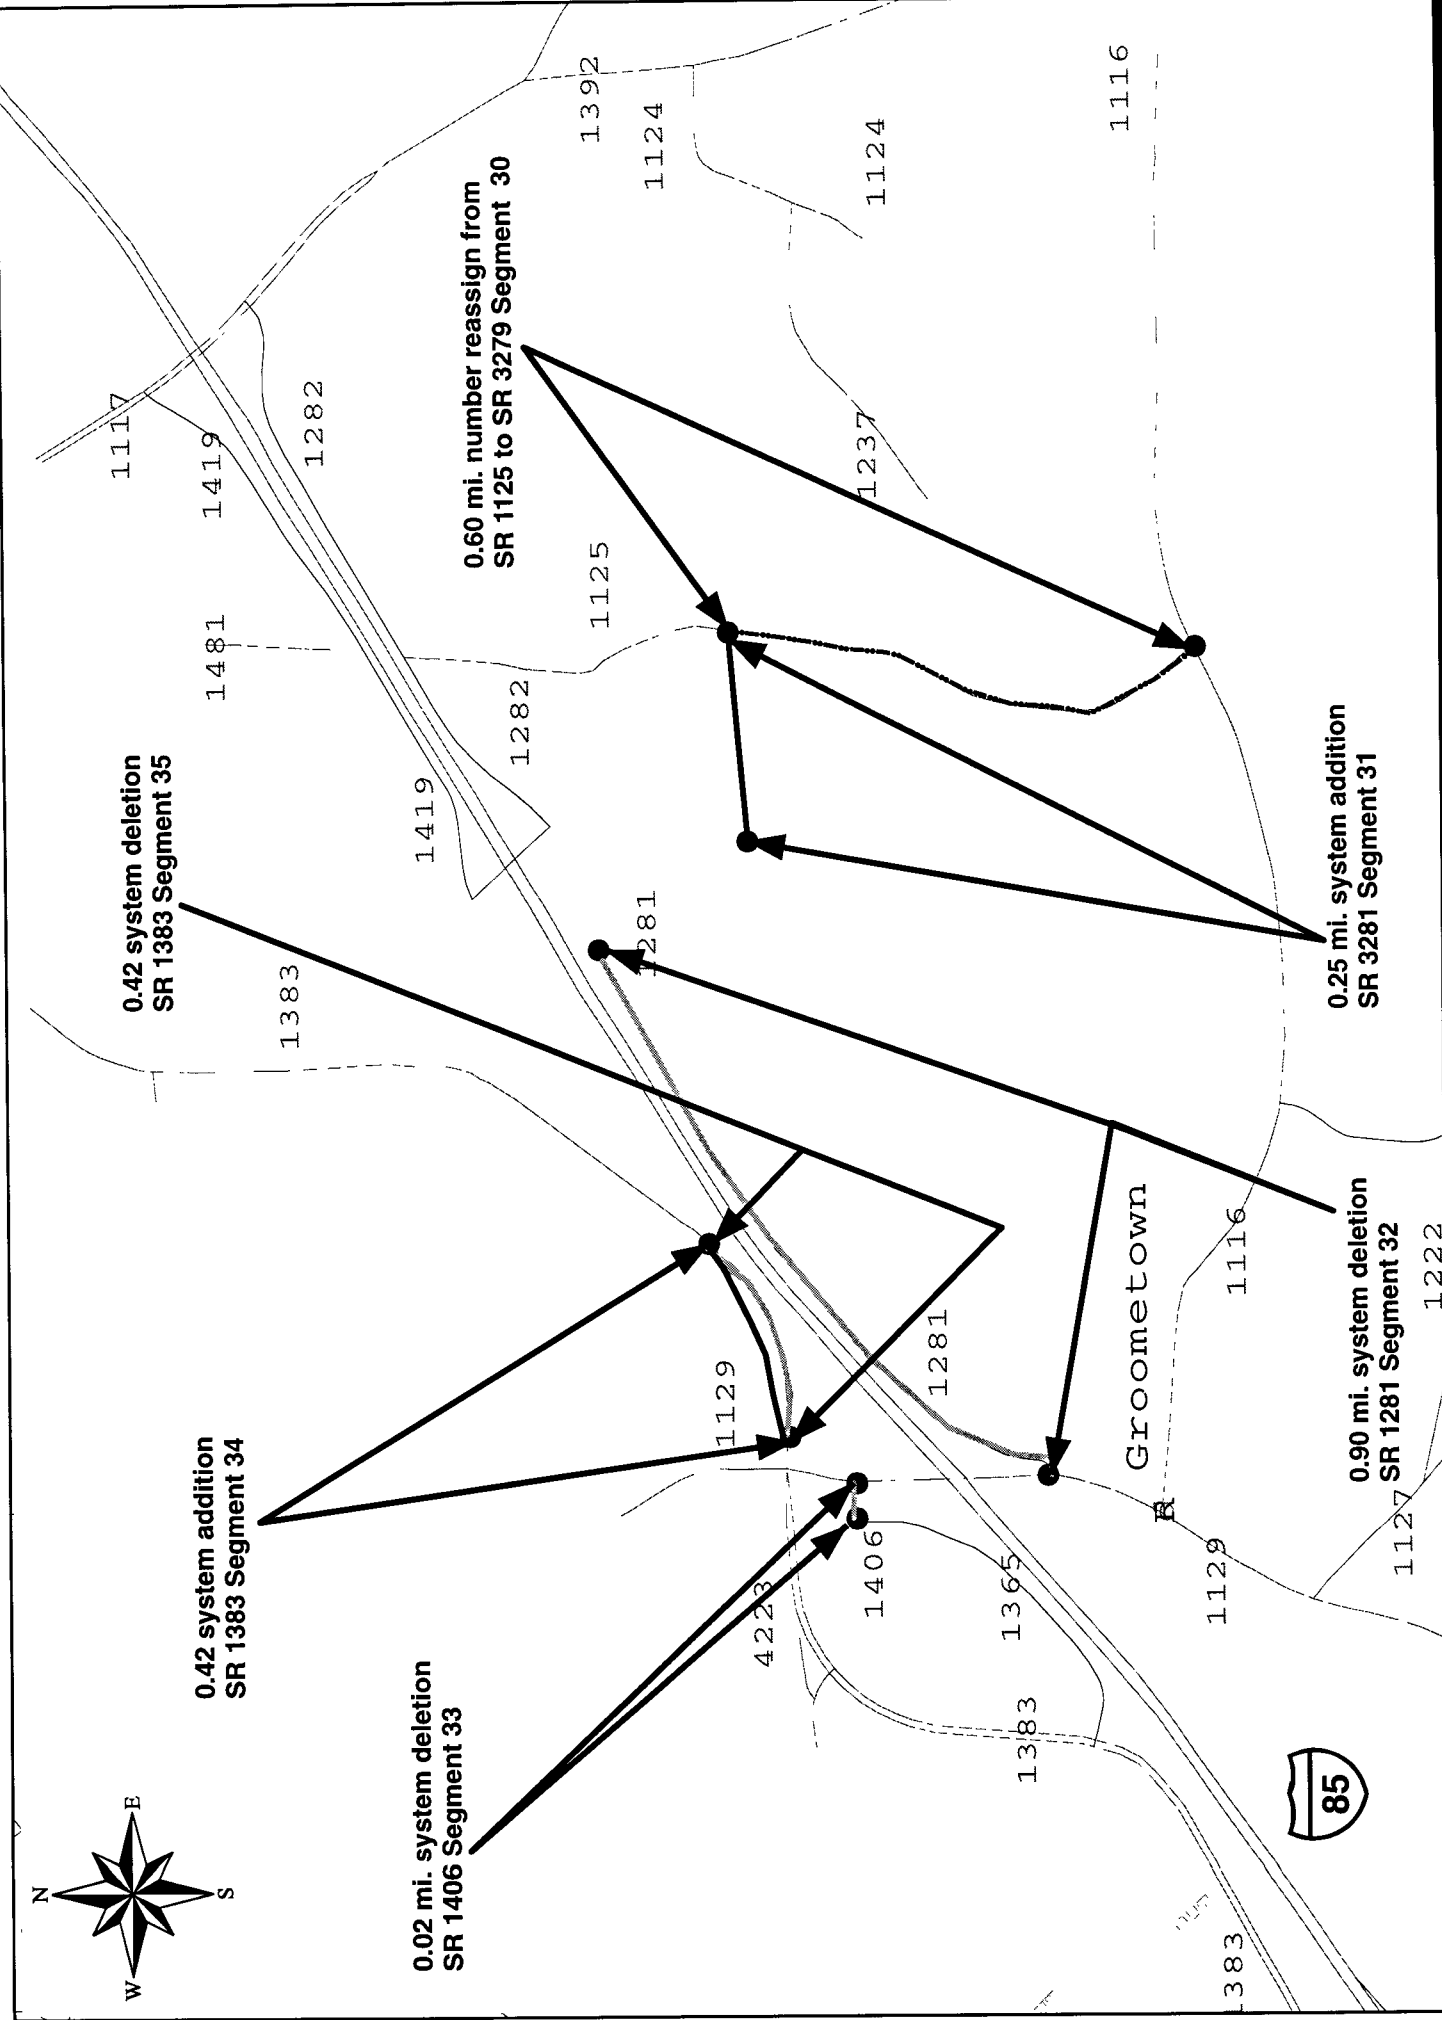 N
W
E
S
0.42 system deletion
SR 1383 Segment 35
0.42 system addition
SR 1383 Segment 34
0.02 mi. system deletion
SR 1406 Segment 33
0.60 mi. number reassign from
SR 1125 to SR 3279 Segment 30
0.25 mi. system addition
SR 3281 Segment 31
0.90 mi. system deletion
SR 1281 Segment 32
1117
1419
1282
1392
1124
1124
1116
1481
1125
1237
1282
1419
1383
1281
1129
1281
Groometown
1116
1222
4223
1406
1365
1129
1127
1383
1383
85